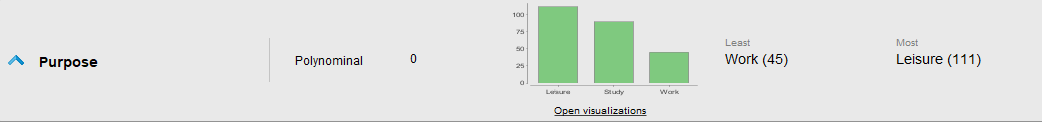 Purpose
Polynominal
0
100
75
50
25
0
Leisure
Study
Work
Open visualizations
Least
Work (45)
Most
Leisure (111)